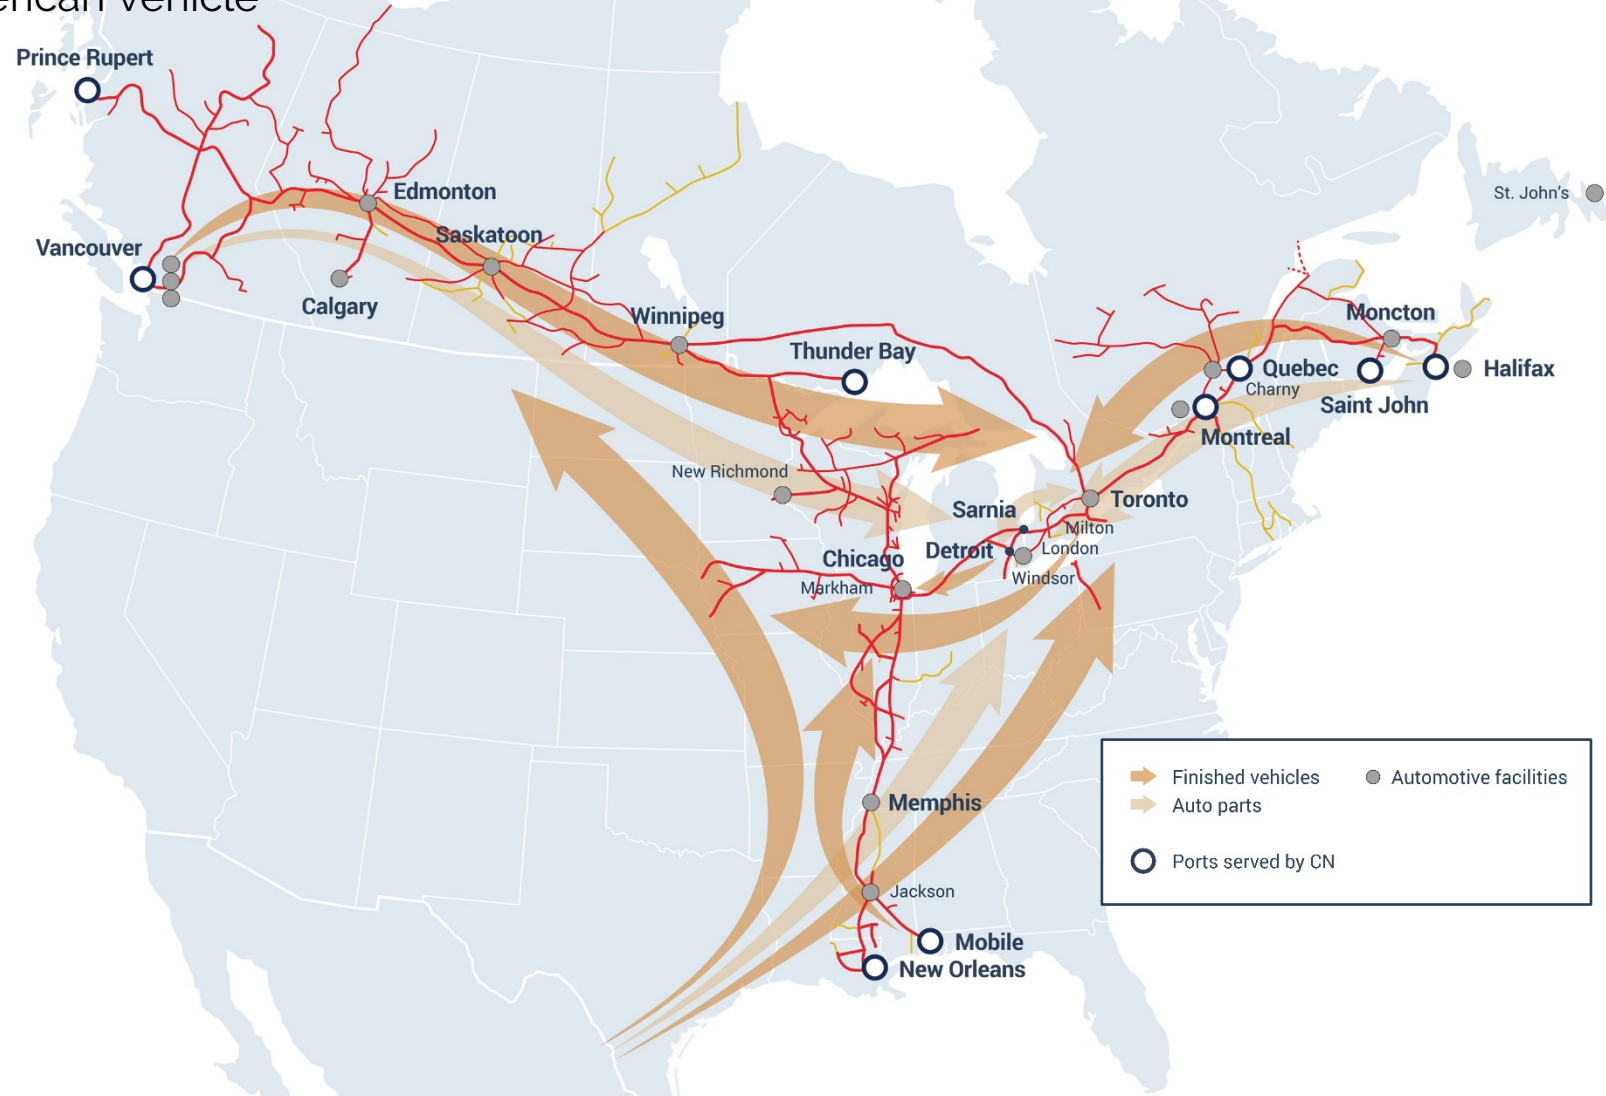 Prince Rupert
Edmonton
St. John's
Saskatoon
Vancouver
Calgary
Winnipeg
Moncton
Thunder Bay
Quebec
Halifax
Charny
Saint John
Montreal
New Richmond
Toronto
Sarnia
Milton
Detroit
London
Chicago
Windsor
Markham
Finished vehicles
Automotive facilities
Auto parts
Memphis
Ports served by CN
Jackson
Mobile
New Orleans